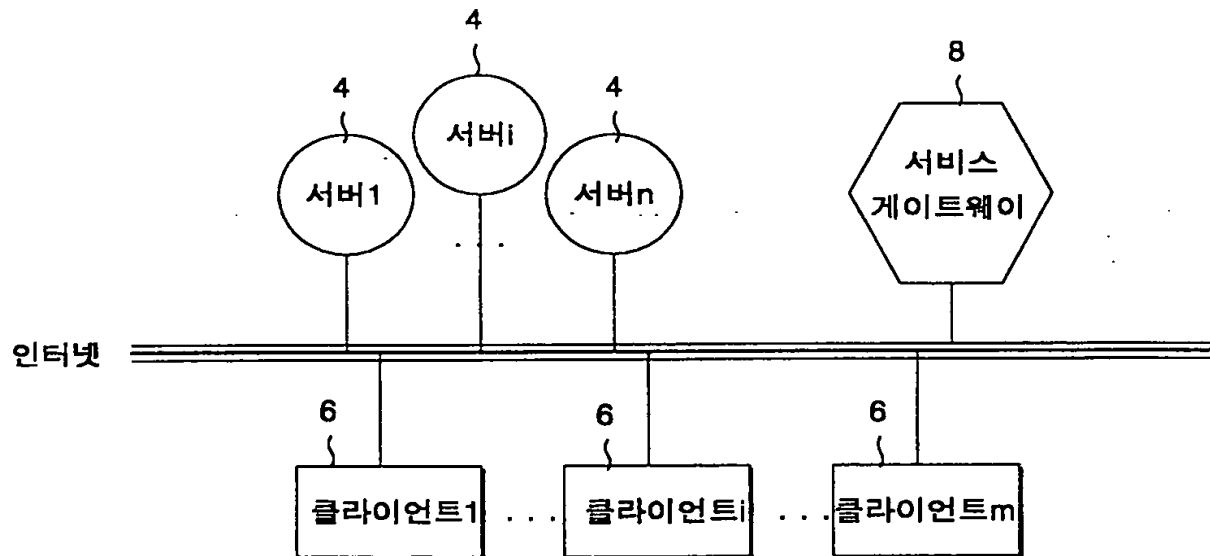 4
4
4
8
서버1
서버i
서버n
서비스
게이트웨이
. . .
인터넷
6
6
6
클라이언트1
. . .
클라이언트i
. . .
클라이언트m